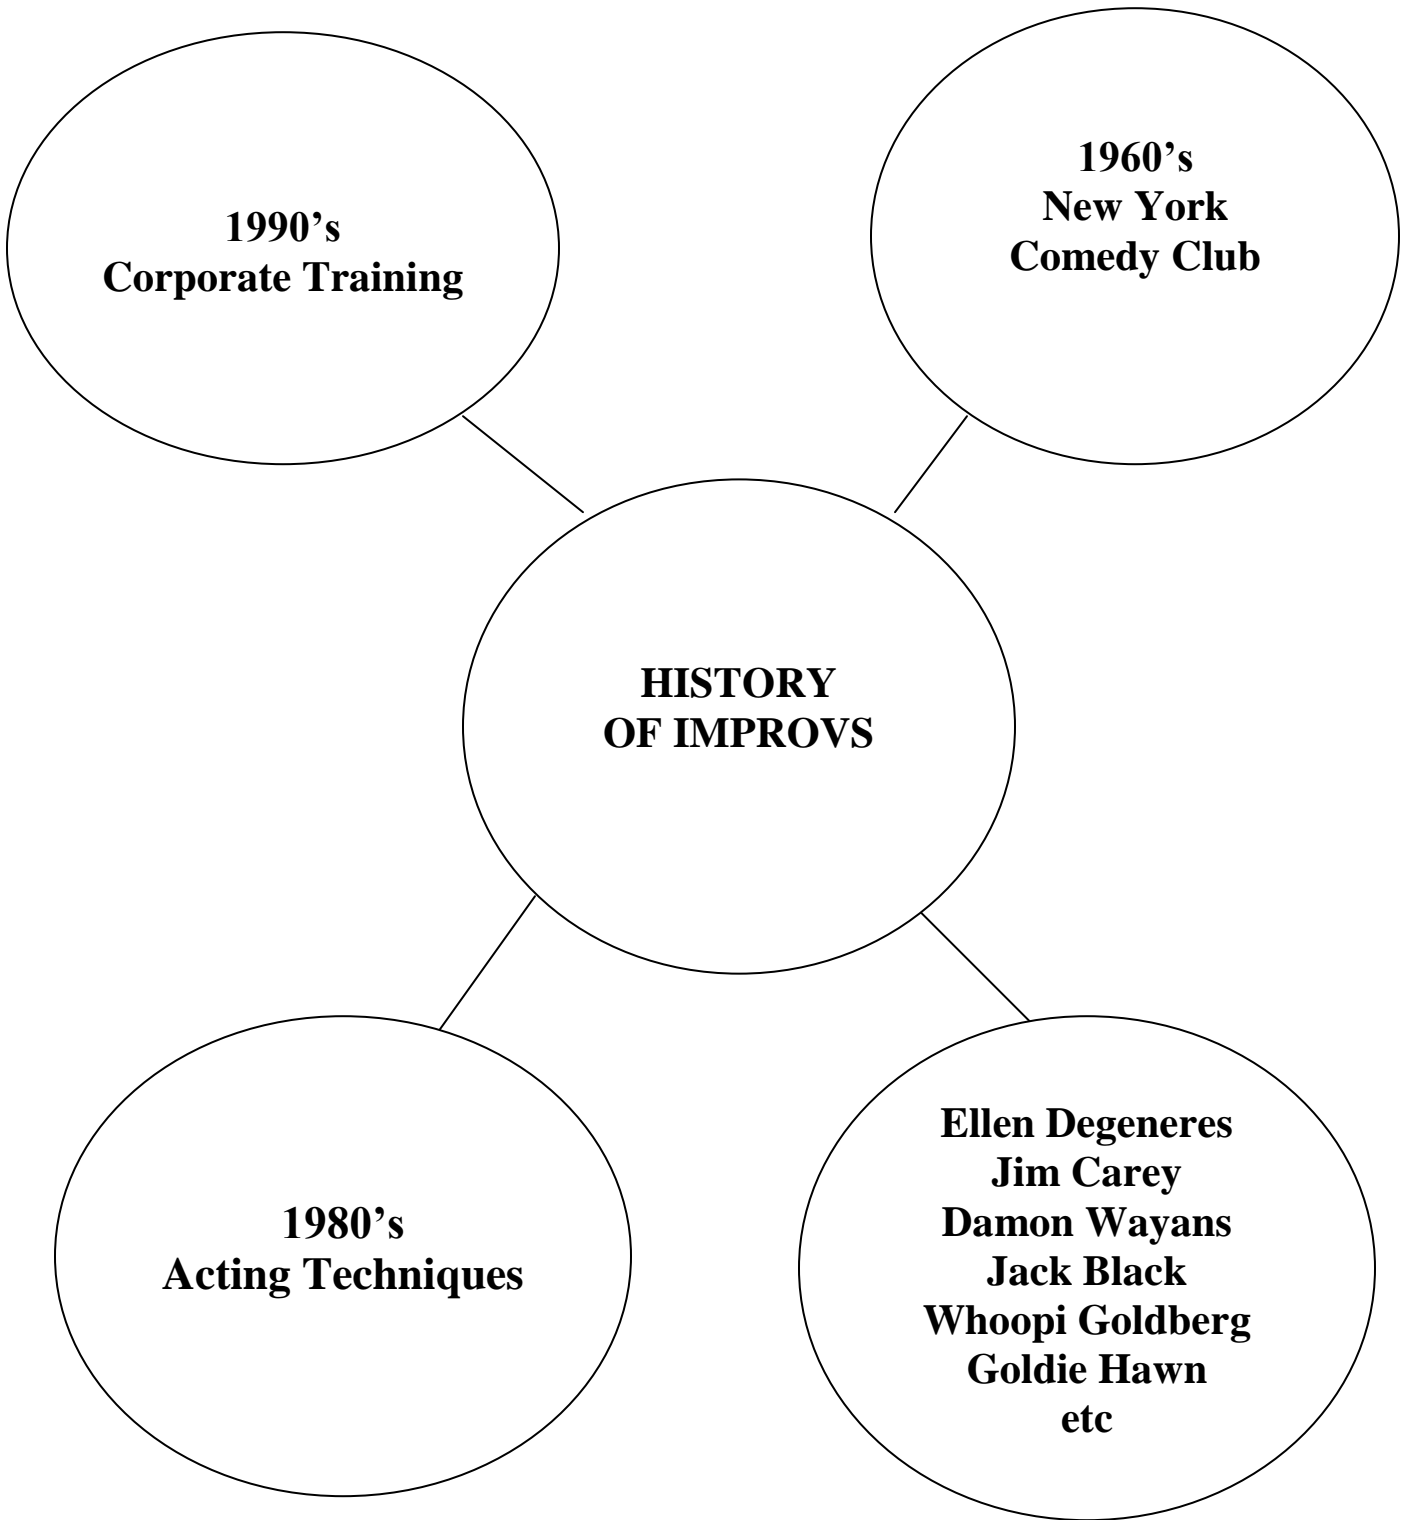 1990’s
Corporate Training
1960’s
New York
Comedy Club
HISTORY
OF IMPROVS
1980’s
Acting Techniques
Ellen Degeneres
Jim Carey
Damon Wayans
Jack Black
Whoopi Goldberg
Goldie Hawn
etc